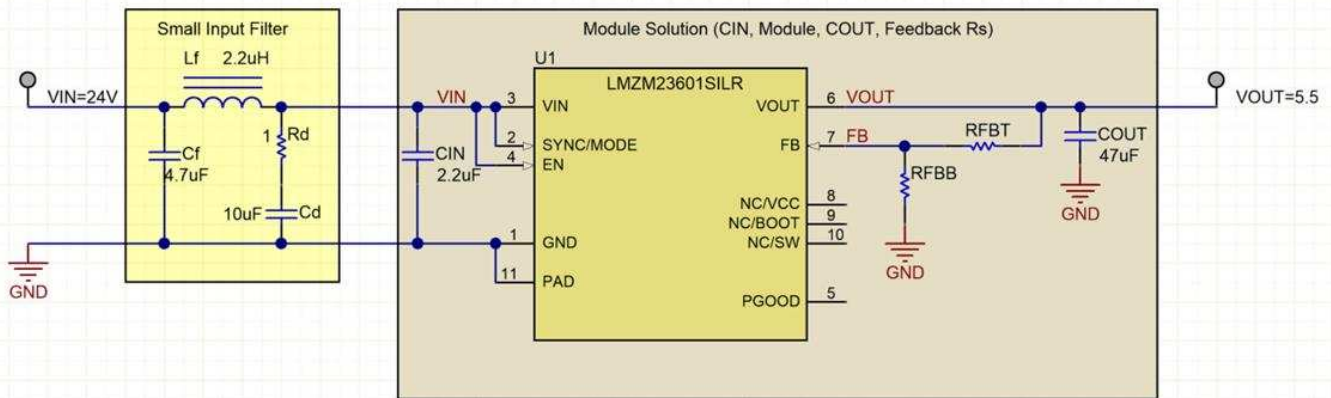 Small Input Filter
Lf 2.2uH
VIN=24V
1 Rd
Cf
4.7uF
10uF Cd
GND
Module Solution (CIN, Module, COUT, Feedback Rs)
U1
LMZM23601SILR
VIN 3 VIN
2 SYNC/MODE
4 EN
CIN
2.2uF
1 GND
11 PAD
VOUT 6 VOUT
FB 7 FB
NC/VCC 8
NC/BOOT 9
NC/SW 10
PGOOD 5
RFBT
RFBB
GND
COUT
47uF
GND
VOUT=5.5